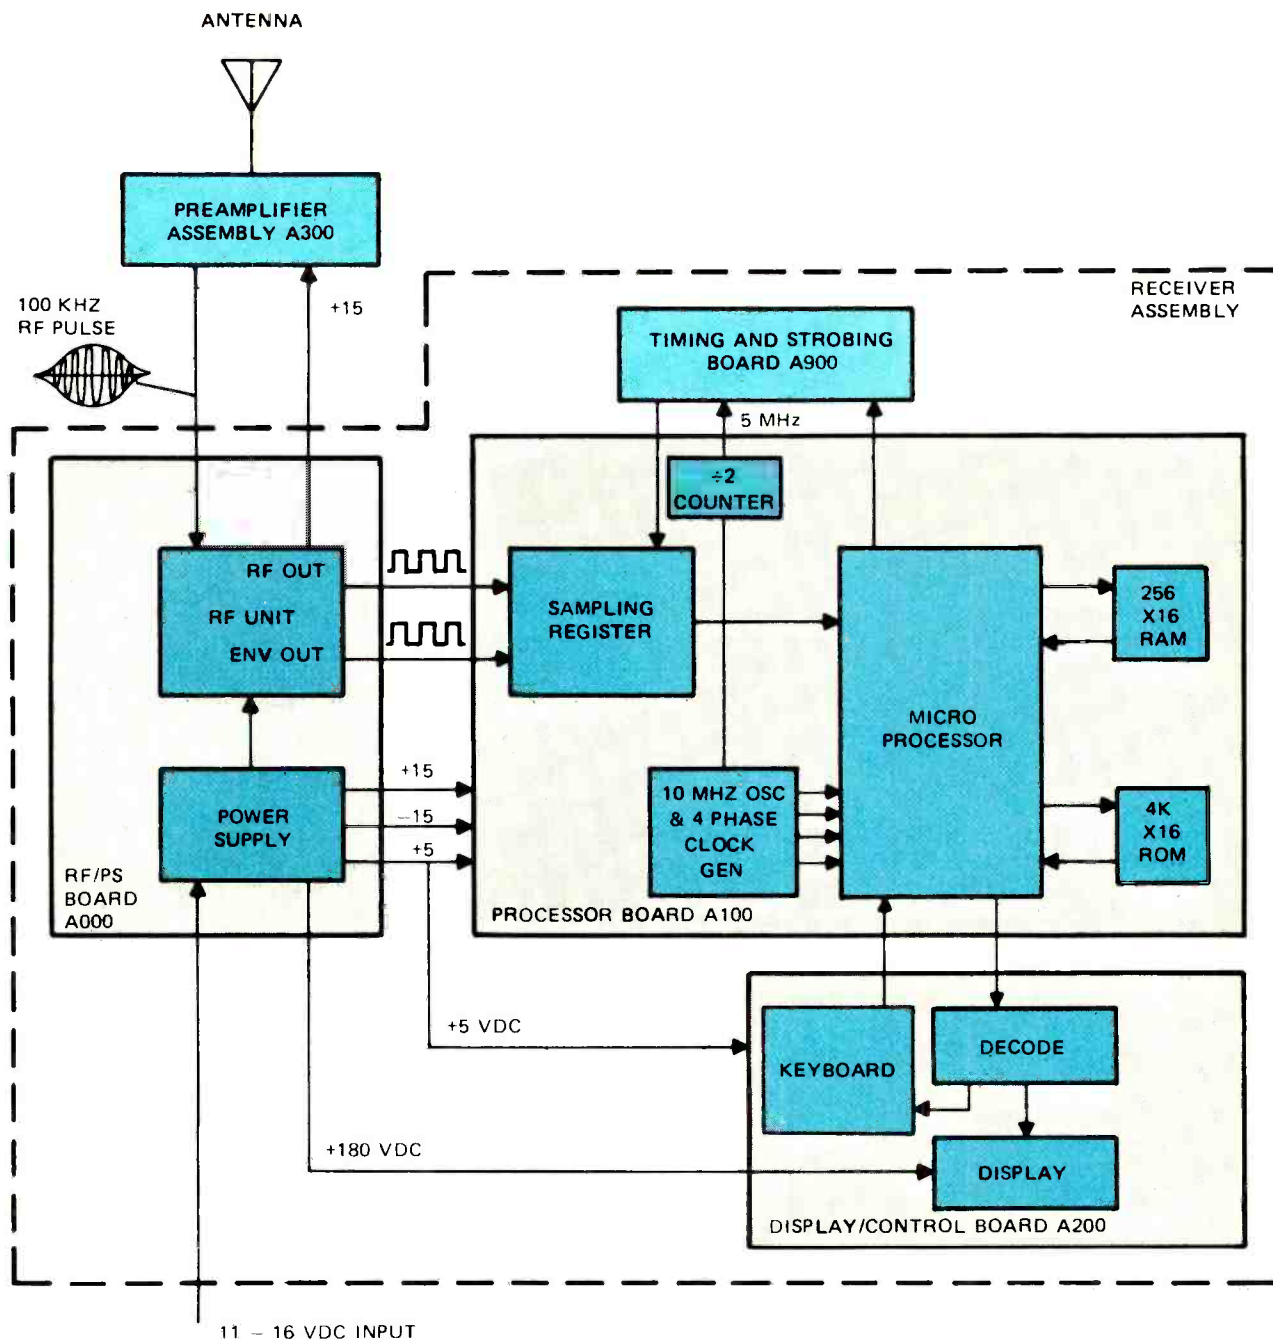 ANTENNA
PREAMPLIFIER
ASSEMBLY A300
100 KHZ
RF PULSE
+15
RECEIVER
ASSEMBLY
TIMING AND STROBING
BOARD A900
5 MHz
÷2
COUNTER
RF OUT
RF UNIT
ENV OUT
SAMPLING
REGISTER
MICRO
PROCESSOR
256
X16
RAM
POWER
SUPPLY
+15
−15
+5
10 MHZ OSC
& 4 PHASE
CLOCK
GEN
4K
X16
ROM
RF/PS
BOARD
A000
PROCESSOR BOARD A100
+5 VDC
KEYBOARD
DECODE
+180 VDC
DISPLAY
DISPLAY/CONTROL BOARD A200
11 – 16 VDC INPUT